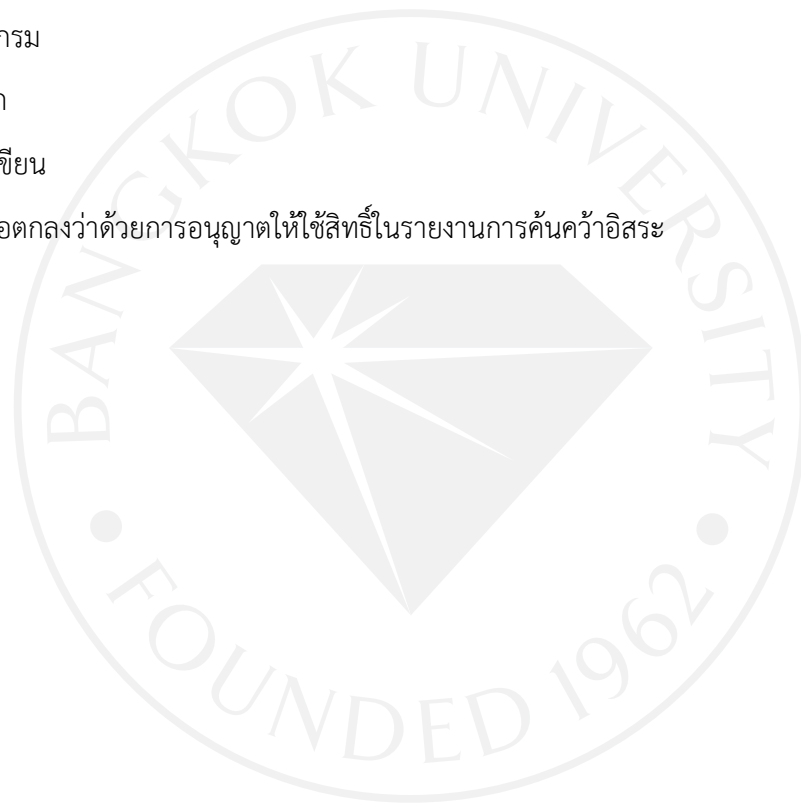 กรม
ก
ขียน
อตกลงว่าด้วยการอนุญาตให้ใช้สิทธิ์ในรายงานการค้นคว้าอิสระ
BANGKOK UNIVERSITY
FOUNDED 1962